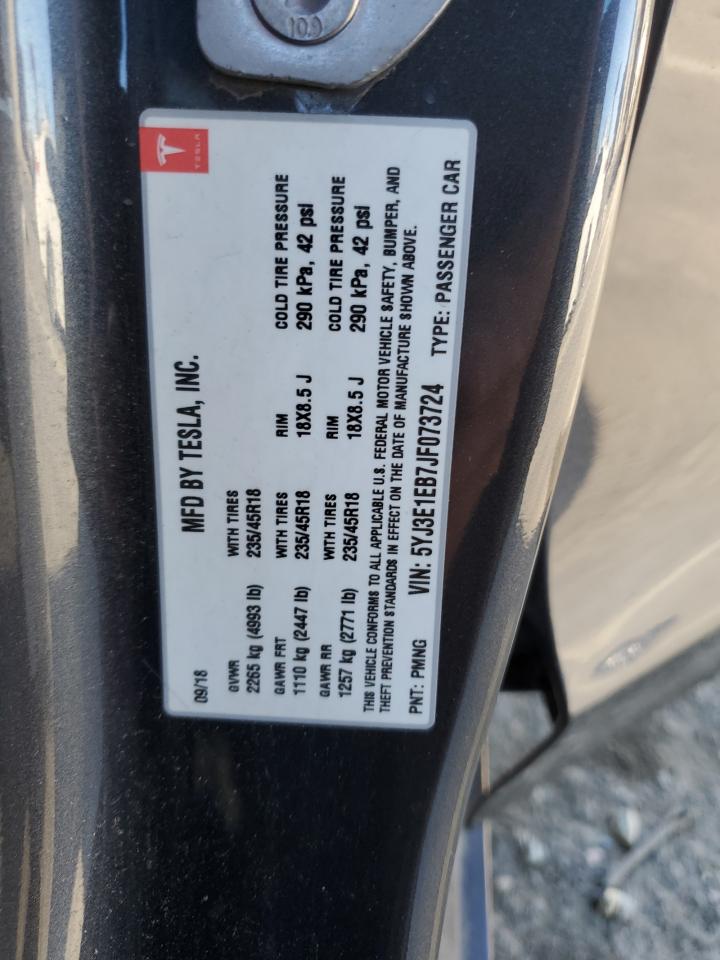 10.9
TESLA
MFD BY TESLA, INC.
09/18
GVWR WITH TIRES
2265 kg (4993 lb) 235/45R18
GAWR FRT WITH TIRES RIM COLD TIRE PRESSURE
1110 kg (2447 lb) 235/45R18 18X8.5 J 290 kPa, 42 psi
GAWR RR WITH TIRES RIM COLD TIRE PRESSURE
1257 kg (2771 lb) 235/45R18 18X8.5 J 290 kPa, 42 psi
THIS VEHICLE CONFORMS TO ALL APPLICABLE U.S. FEDERAL MOTOR VEHICLE SAFETY, BUMPER, AND
THEFT PREVENTION STANDARDS IN EFFECT ON THE DATE OF MANUFACTURE SHOWN ABOVE.
PNT: PMNG VIN: 5YJ3E1EB7JF073724 TYPE: PASSENGER CAR